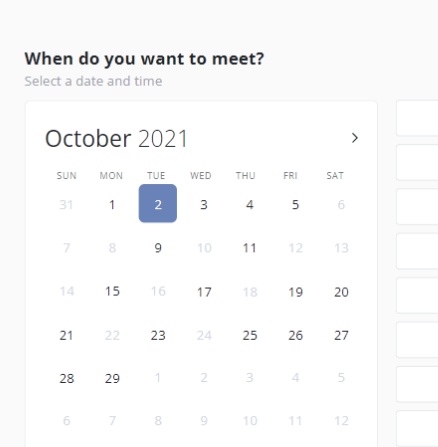 When do you want to meet?
Select a date and time
October 2021
SUN MON TUE WED THU FRI SAT
31 1 2 3 4 5 6
7 8 9 10 11 12 13
14 15 16 17 18 19 20
21 22 23 24 25 26 27
28 29 1 2 3 4 5
6 7 8 9 10 11 12